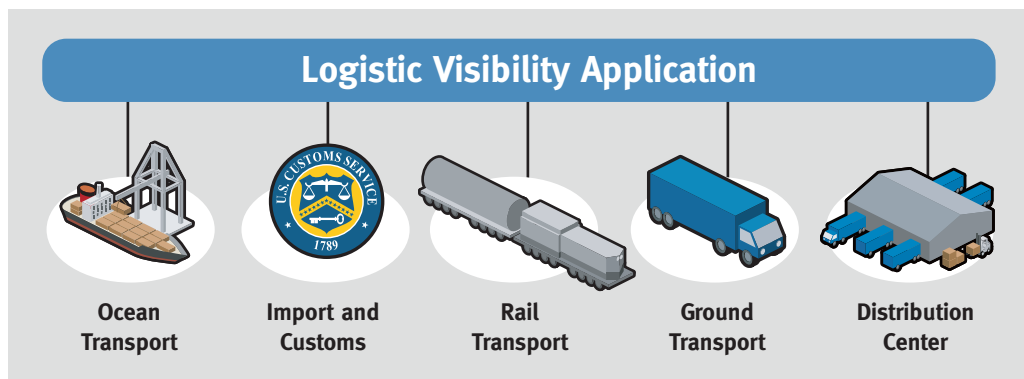 Logistic Visibility Application
U.S. CUSTOMS SERVICE
1789
Ocean
Transport
Import and
Customs
Rail
Transport
Ground
Transport
Distribution
Center